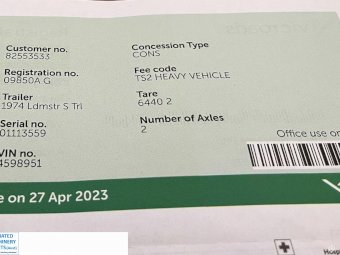 Customer no.
82553533
Concession Type
CONS
Registration no.
09850A G
Fee code
TS2 HEAVY VEHICLE
Trailer
1974 Ldmstr S Trl
Tare
6440 2
Serial no.
01113559
Number of Axles
2
Office use on
VIN no.
4598951
e on 27 Apr 2023
RATED
HINERY